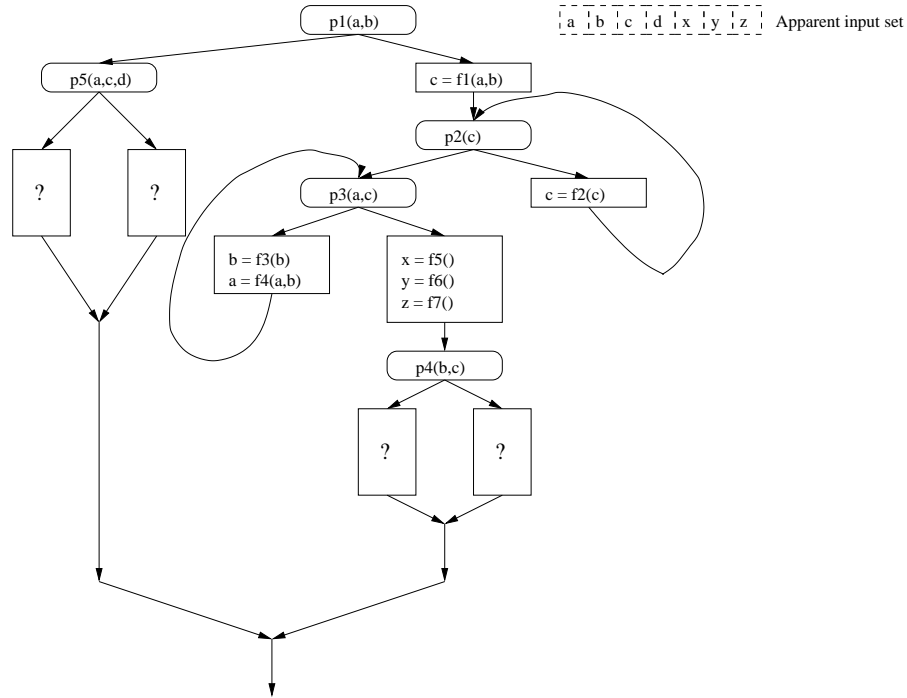 p1(a,b)
a b c d x y z Apparent input set
p5(a,c,d)
c = f1(a,b)
p2(c)
? ?
p3(a,c)
c = f2(c)
b = f3(b)
a = f4(a,b)
x = f5()
y = f6()
z = f7()
p4(b,c)
? ?